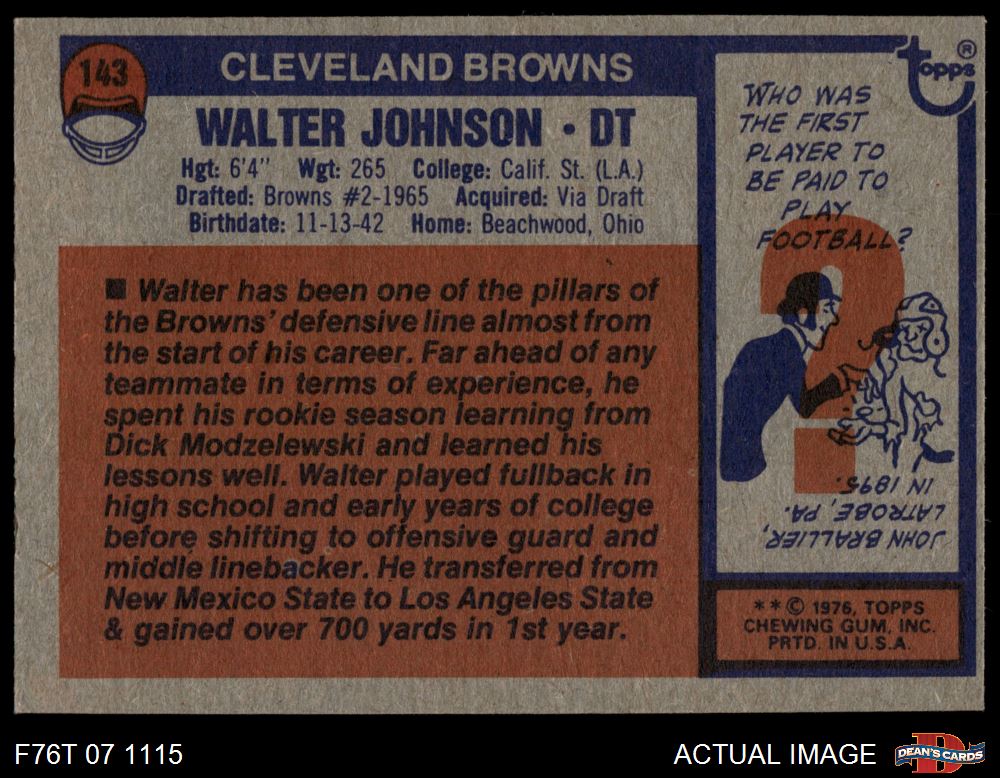 143
CLEVELAND BROWNS
WALTER JOHNSON • DT
Hgt: 6'4" Wgt: 265 College: Calif. St. (L.A.)
Drafted: Browns #2-1965 Acquired: Via Draft
Birthdate: 11-13-42 Home: Beachwood, Ohio
■ Walter has been one of the pillars of
the Browns' defensive line almost from
the start of his career. Far ahead of any
teammate in terms of experience, he
spent his rookie season learning from
Dick Modzelewski and learned his
lessons well. Walter played fullback in
high school and early years of college
before shifting to offensive guard and
middle linebacker. He transferred from
New Mexico State to Los Angeles State
& gained over 700 yards in 1st year.
topps ®
WHO WAS
THE FIRST
PLAYER TO
BE PAID TO
PLAY
FOOTBALL?
?
JOHN BRALLIER,
LATROBE, PA.
IN 1895.
* * © 1976, TOPPS
CHEWING GUM, INC.
PRTD. IN U.S.A.
F76T 07 1115
ACTUAL IMAGE
D
DEAN'S CARDS